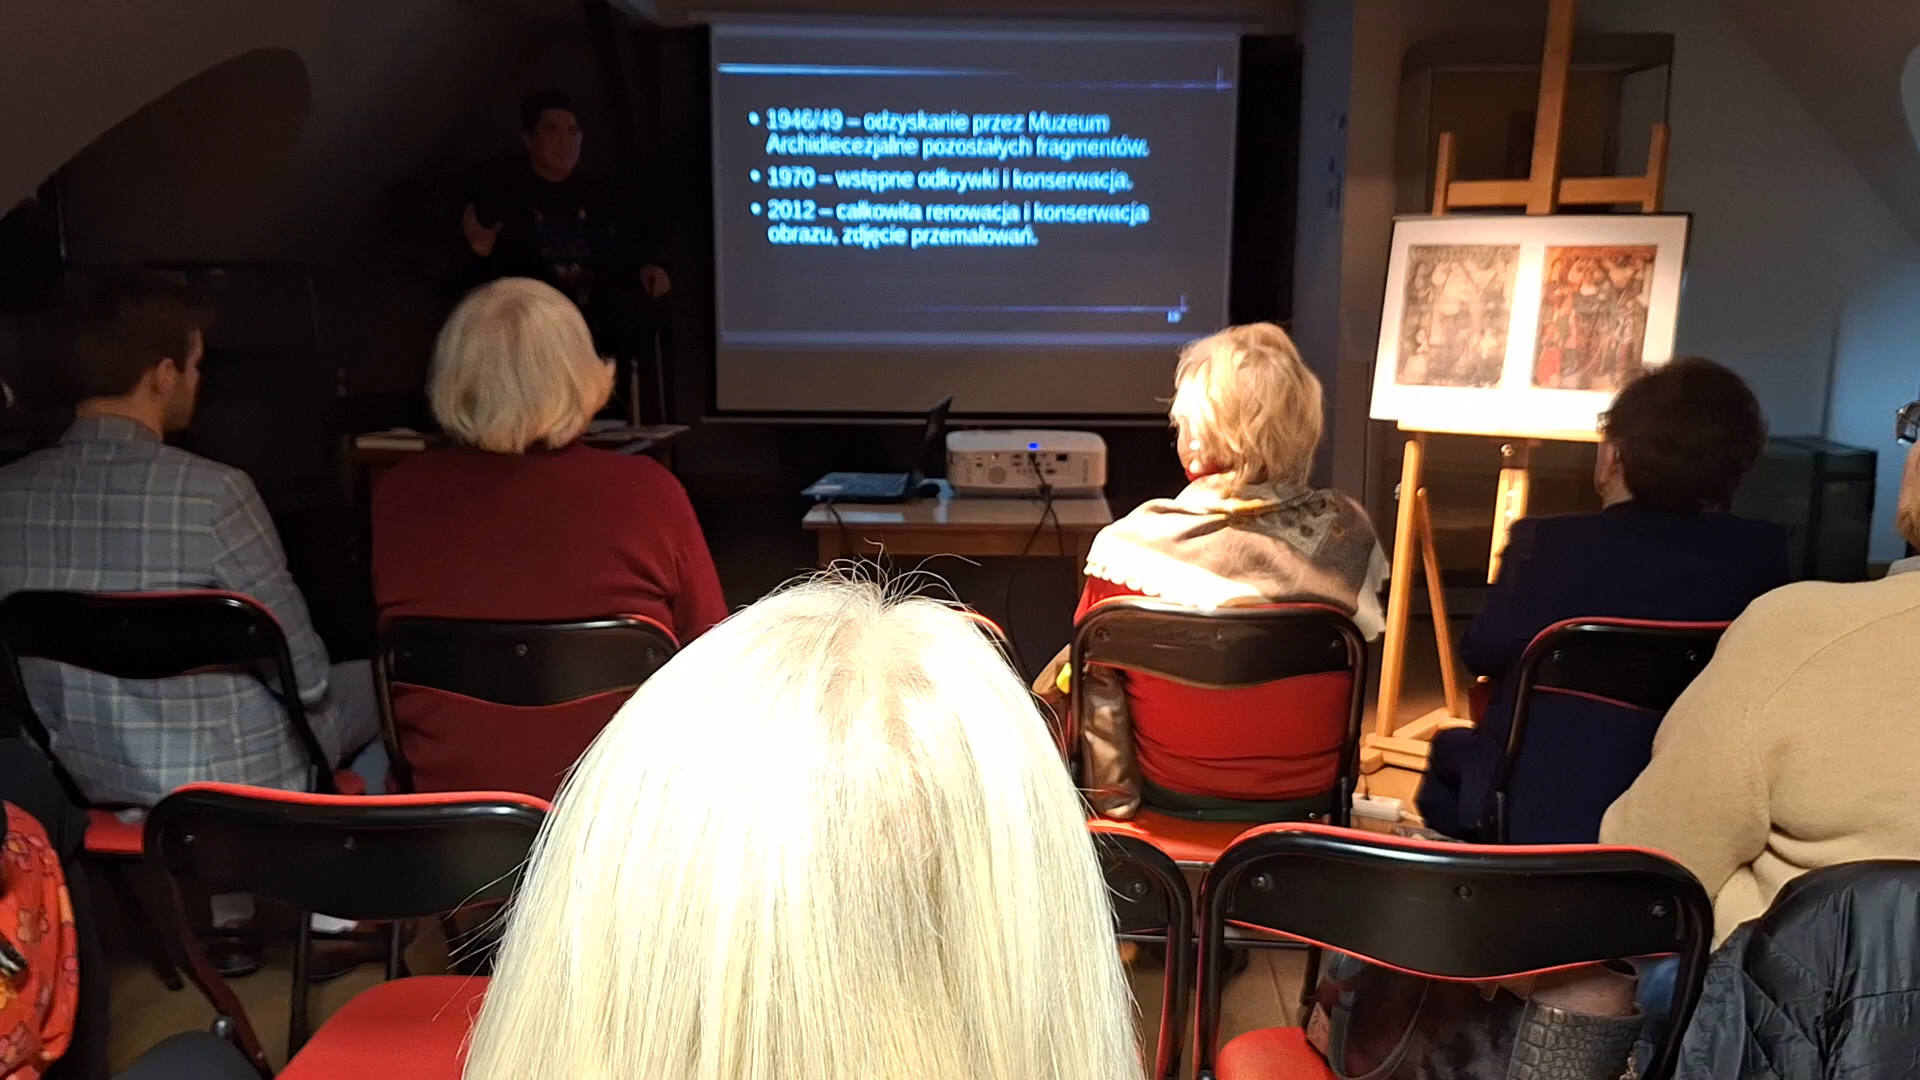 • 1946/49 – odzyskanie przez Muzeum
Archidiecezjalne pozostałych fragmentów.
• 1970 – wstępne odkrywki i konserwacja.
• 2012 – całkowita renowacja i konserwacja
obrazu, zdjęcie przemalowań.